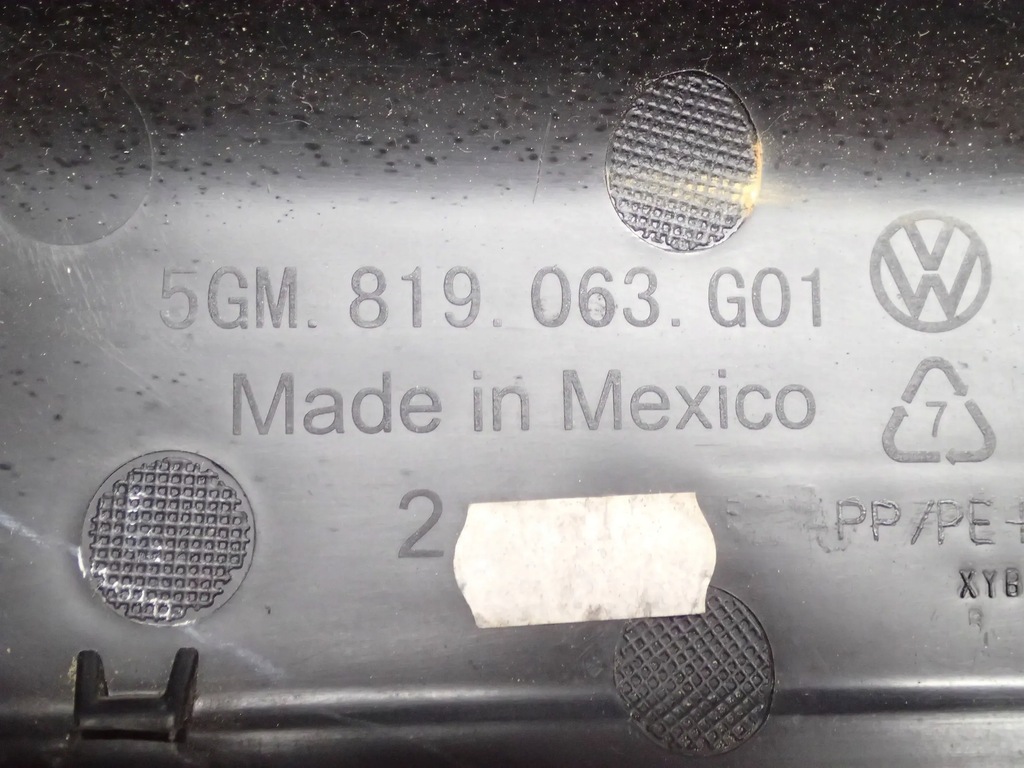 5GM. 819. 063. G01
Made in Mexico
7
2
PP/PE-
XYB